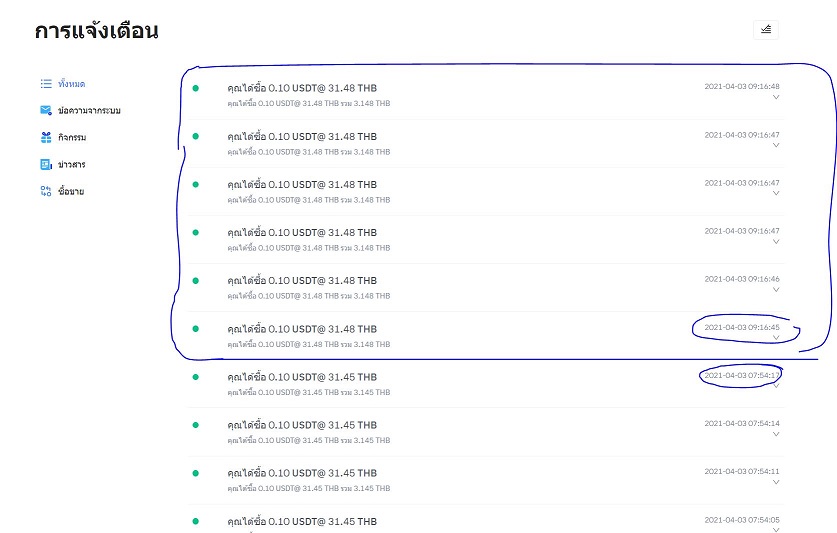 การแจ้งเตือน
ทั้งหมด
ข้อความจากระบบ
กิจกรรม
ข่าวสาร
ซื้อขาย
คุณได้ซื้อ 0.10 USDT@ 31.48 THB
2021-04-03 09:16:48
คุณได้ซื้อ 0.10 USDT@ 31.48 THB รวม 3.148 THB
คุณได้ซื้อ 0.10 USDT@ 31.48 THB
2021-04-03 09:16:47
คุณได้ซื้อ 0.10 USDT@ 31.48 THB รวม 3.148 THB
คุณได้ซื้อ 0.10 USDT@ 31.48 THB
2021-04-03 09:16:47
คุณได้ซื้อ 0.10 USDT@ 31.48 THB รวม 3.148 THB
คุณได้ซื้อ 0.10 USDT@ 31.48 THB
2021-04-03 09:16:47
คุณได้ซื้อ 0.10 USDT@ 31.48 THB รวม 3.148 THB
คุณได้ซื้อ 0.10 USDT@ 31.48 THB
2021-04-03 09:16:46
คุณได้ซื้อ 0.10 USDT@ 31.48 THB รวม 3.148 THB
คุณได้ซื้อ 0.10 USDT@ 31.48 THB
2021-04-03 09:16:45
คุณได้ซื้อ 0.10 USDT@ 31.48 THB รวม 3.148 THB
คุณได้ซื้อ 0.10 USDT@ 31.45 THB
2021-04-03 07:54:17
คุณได้ซื้อ 0.10 USDT@ 31.45 THB รวม 3.145 THB
คุณได้ซื้อ 0.10 USDT@ 31.45 THB
2021-04-03 07:54:14
คุณได้ซื้อ 0.10 USDT@ 31.45 THB รวม 3.145 THB
คุณได้ซื้อ 0.10 USDT@ 31.45 THB
2021-04-03 07:54:11
คุณได้ซื้อ 0.10 USDT@ 31.45 THB รวม 3.145 THB
คุณได้ซื้อ 0.10 USDT@ 31.45 THB
2021-04-03 07:54:05